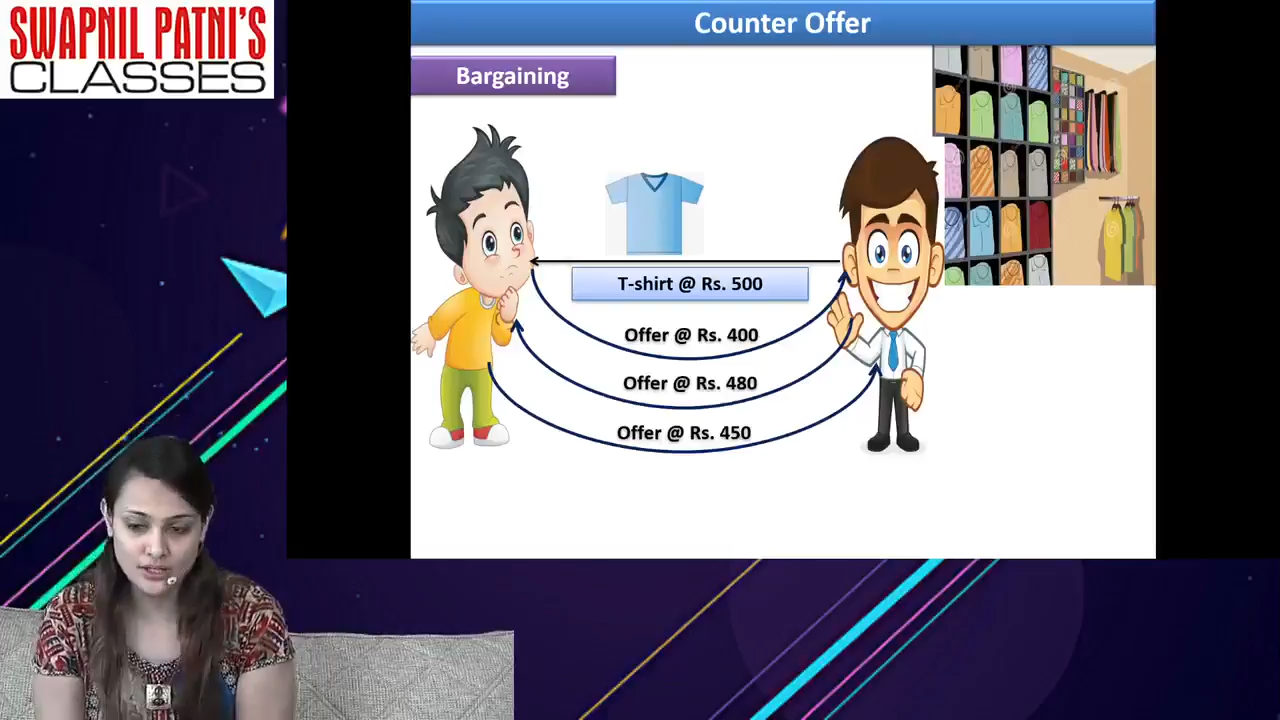 SWAPNIL PATNI'S
CLASSES
Counter Offer
Bargaining
T-shirt @ Rs. 500
Offer @ Rs. 400
Offer @ Rs. 480
Offer @ Rs. 450